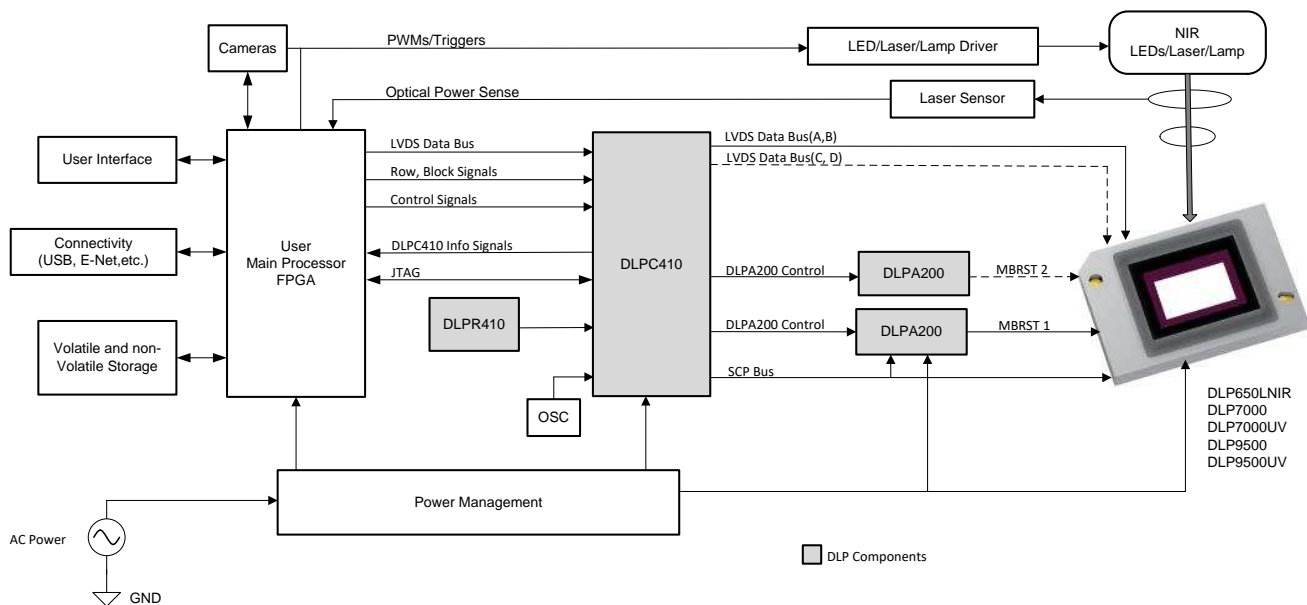 Cameras
PWMs/Triggers
LED/Laser/Lamp Driver
NIR
LEDs/Laser/Lamp
Optical Power Sense
Laser Sensor
User Interface
LVDS Data Bus
LVDS Data Bus(A,B)
LVDS Data Bus(C, D)
Row, Block Signals
Control Signals
Connectivity
(USB, E-Net,etc.)
User
Main Processor
FPGA
DLPC410 Info Signals
JTAG
DLPC410
DLPA200 Control
DLPA200
MBRST 2
DLPR410
DLPA200 Control
DLPA200
MBRST 1
Volatile and non-
Volatile Storage
SCP Bus
OSC
DLP650LNIR
DLP7000
DLP7000UV
DLP9500
DLP9500UV
Power Management
AC Power
GND
DLP Components